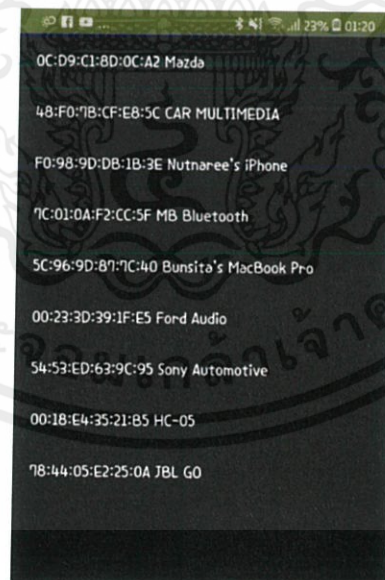 23% 01:20
0C:D9:C1:8D:0C:A2 Mazda
48:F0:7B:CF:E8:5C CAR MULTIMEDIA
F0:98:9D:DB:1B:3E Nutnaree's iPhone
7C:01:0A:F2:CC:5F MB Bluetooth
5C:96:9D:87:7C:40 Bunsita's MacBook Pro
00:23:3D:39:1F:E5 Ford Audio
54:53:ED:63:9C:95 Sony Automotive
00:18:E4:35:21:B5 HC-05
78:44:05:E2:25:0A JBL GO